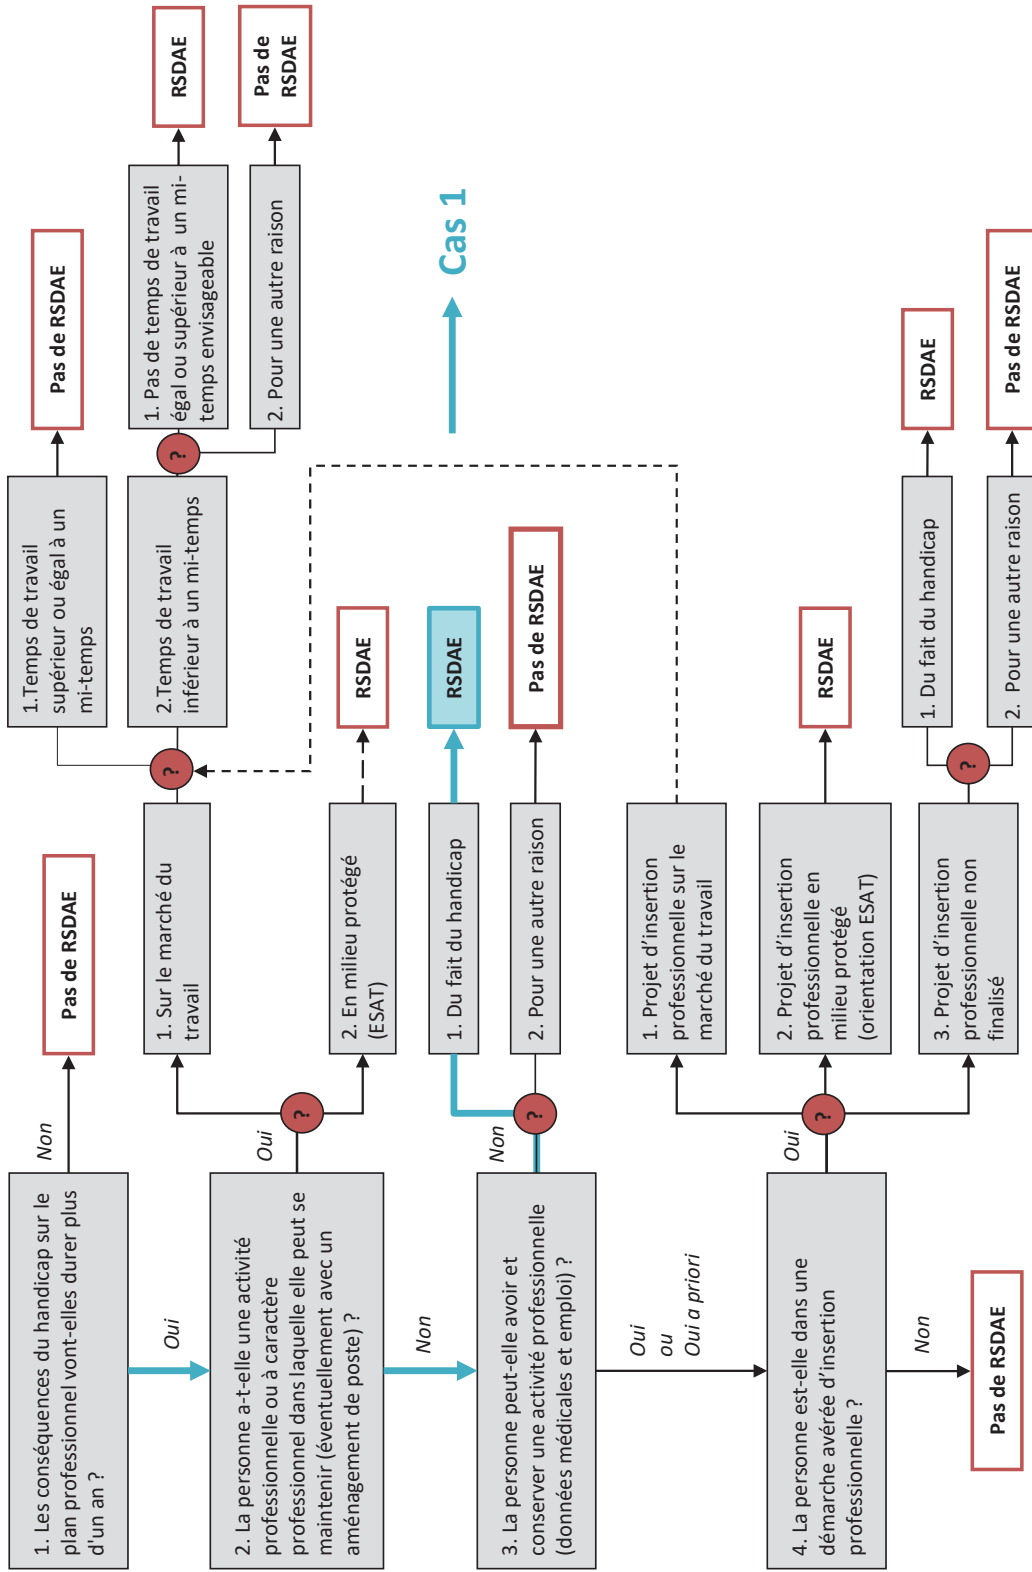 1. Les conséquences du handicap sur le
plan professionnel vont-elles durer plus
d'un an ?
Non
Pas de RSDAE
Oui
2. La personne a-t-elle une activité
professionnelle ou à caractère
professionnel dans laquelle elle peut se
maintenir (éventuellement avec un
aménagement de poste) ?
Oui
?
1. Sur le marché du
travail
?
1.Temps de travail
supérieur ou égal à un
mi-temps
Pas de RSDAE
2.Temps de travail
inférieur à un mi-temps
?
1. Pas de temps de travail
égal ou supérieur à un mi-
temps envisageable
RSDAE
2. Pour une autre raison
Pas de
RSDAE
2. En milieu protégé
(ESAT)
RSDAE
Non
3. La personne peut-elle avoir et
conserver une activité professionnelle
(données médicales et emploi) ?
Non
?
1. Du fait du handicap
RSDAE
Cas 1
2. Pour une autre raison
Pas de RSDAE
Oui
ou
Oui a priori
4. La personne est-elle dans une
démarche avérée d'insertion
professionnelle ?
Oui
?
1. Projet d'insertion
professionnelle sur le
marché du travail
2. Projet d'insertion
professionnelle en
milieu protégé
(orientation ESAT)
RSDAE
3. Projet d'insertion
professionnelle non
finalisé
?
1. Du fait du handicap
RSDAE
2. Pour une autre raison
Pas de RSDAE
Non
Pas de RSDAE